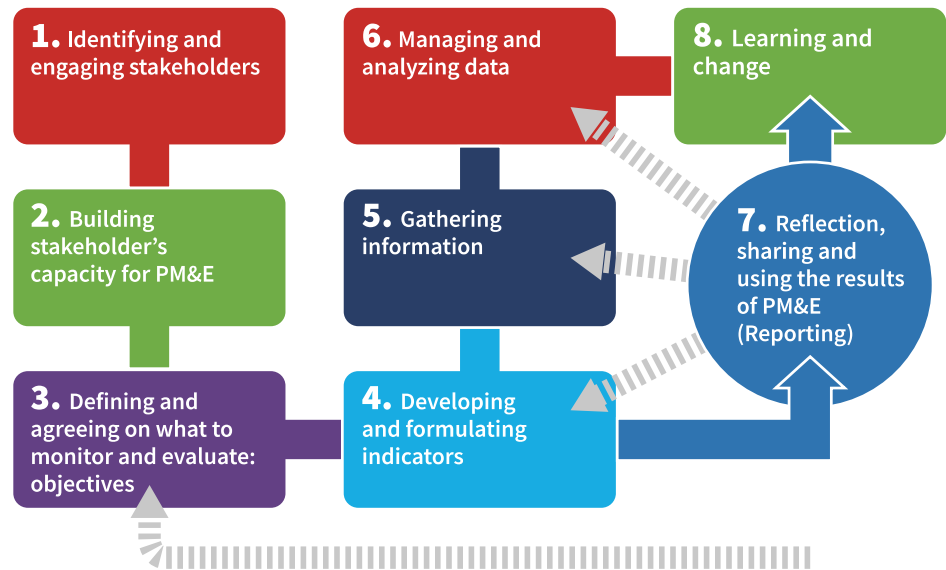 1. Identifying and
engaging stakeholders
2. Building
stakeholder’s
capacity for PM&E
3. Defining and
agreeing on what to
monitor and evaluate:
objectives
4. Developing
and formulating
indicators
5. Gathering
information
6. Managing and
analyzing data
7. Reflection,
sharing and
using the results
of PM&E
(Reporting)
8. Learning and
change